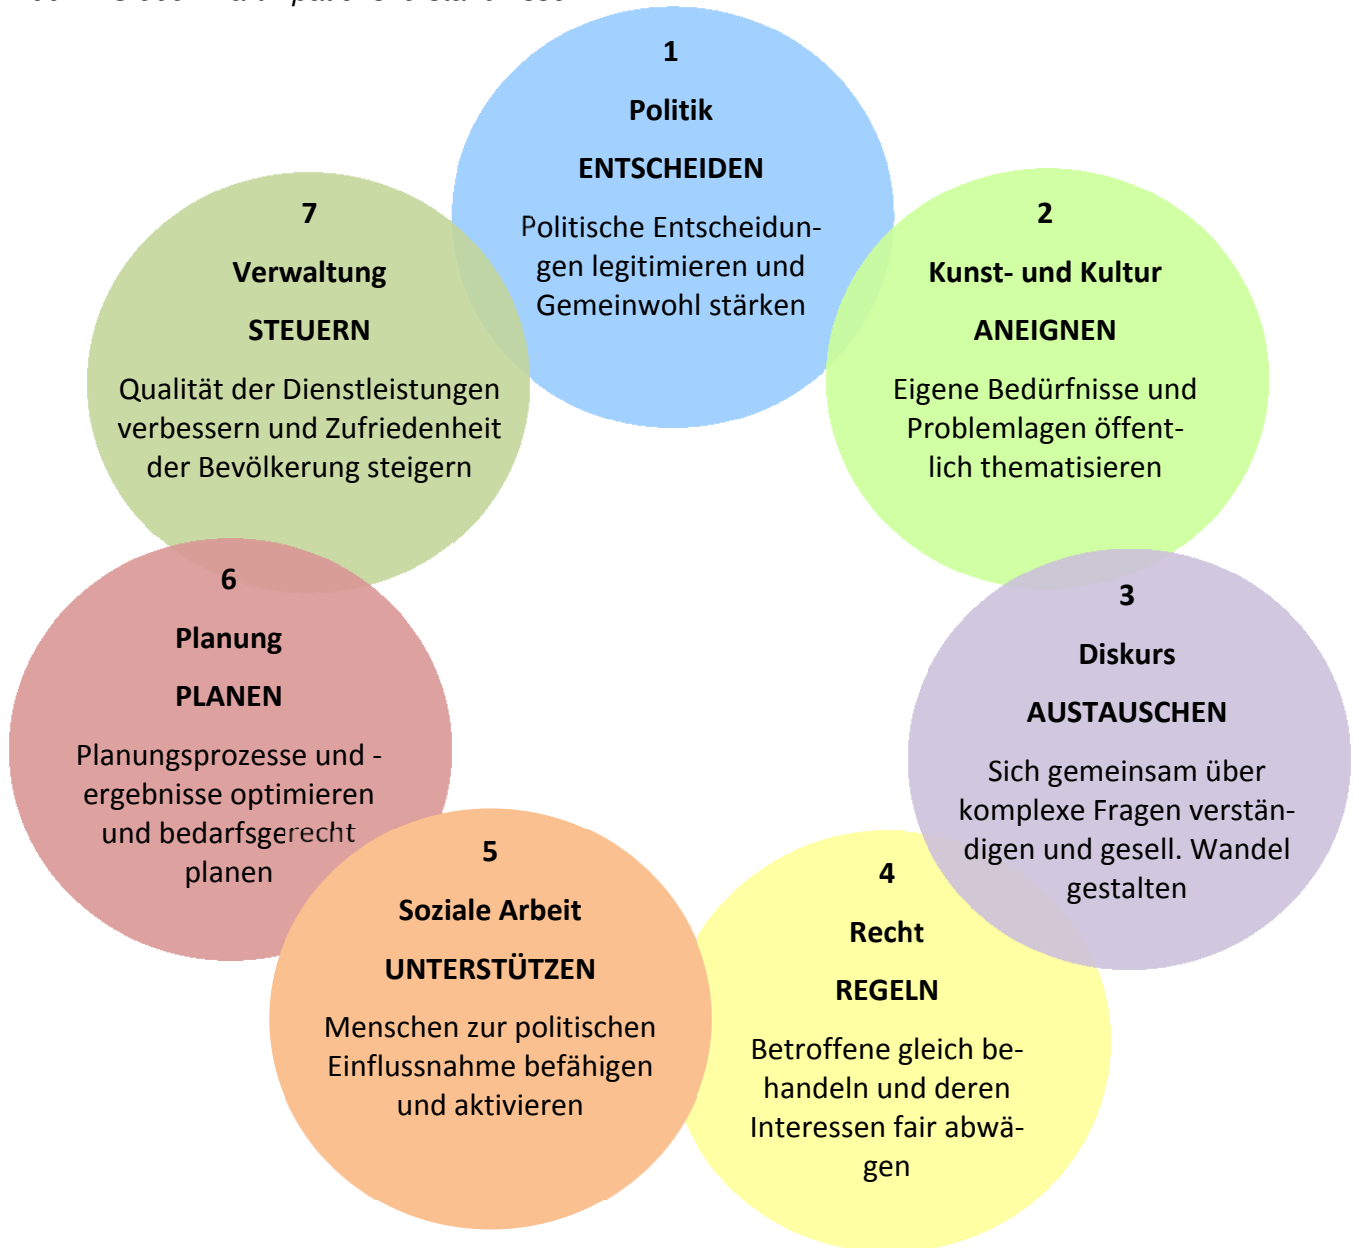 1
Politik
ENTSCHEIDEN
Politische Entscheidun-
gen legitimieren und
Gemeinwohl stärken
2
Kunst- und Kultur
ANEIGNEN
Eigene Bedürfnisse und
Problemlagen öffent-
lich thematisieren
3
Diskurs
AUSTAUSCHEN
Sich gemeinsam über
komplexe Fragen verstän-
digen und gesell. Wandel
gestalten
4
Recht
REGELN
Betroffene gleich be-
handeln und deren
Interessen fair abwä-
gen
5
Soziale Arbeit
UNTERSTÜTZEN
Menschen zur politischen
Einflussnahme befähigen
und aktivieren
6
Planung
PLANEN
Planungsprozesse und -
ergebnisse optimieren
und bedarfsgerecht
planen
7
Verwaltung
STEUERN
Qualität der Dienstleistungen
verbessern und Zufriedenheit
der Bevölkerung steigern